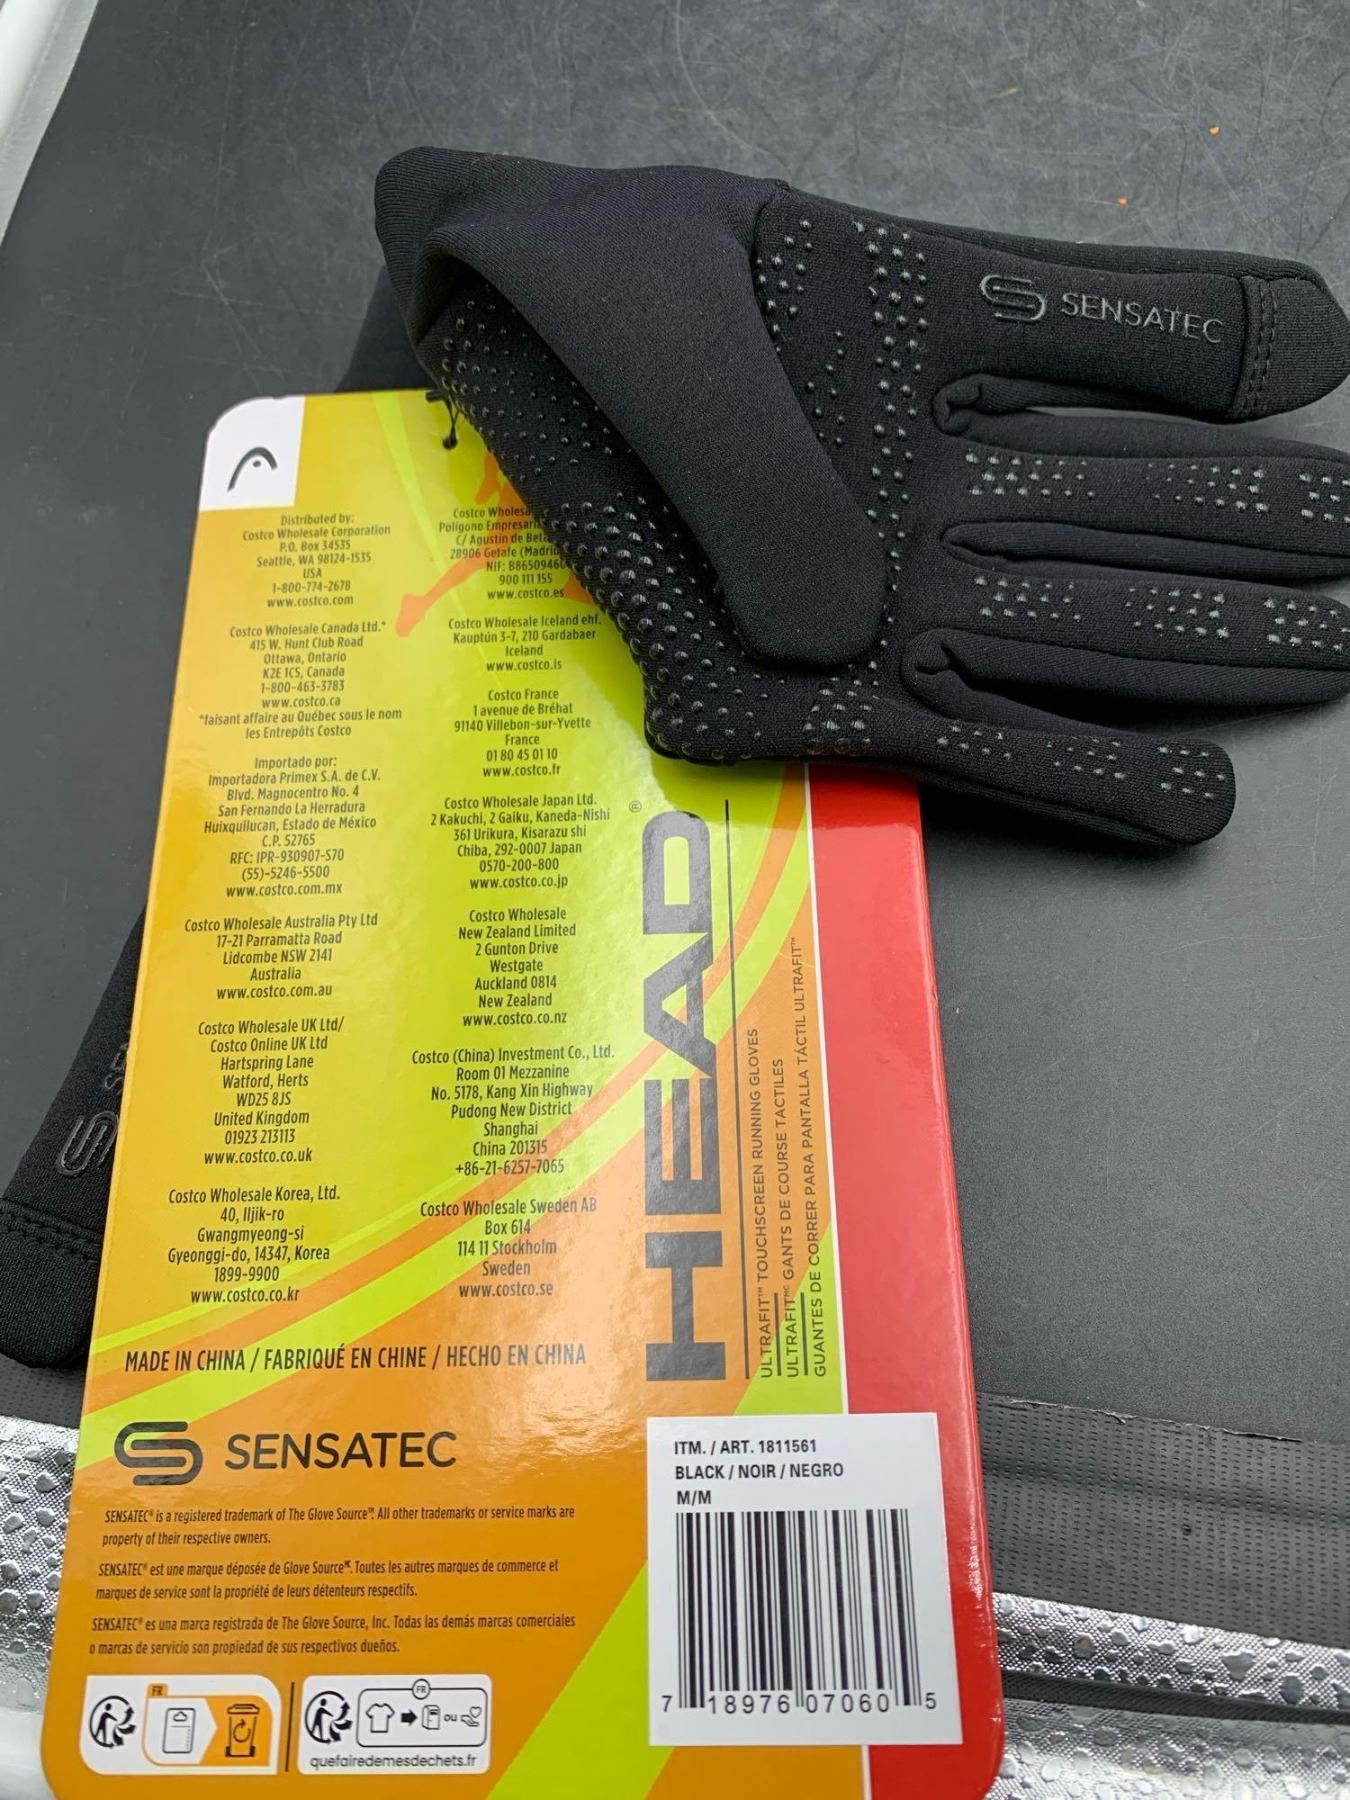 SENSATEC
Distributed by:
Costco Wholesale Corporation
P.O. Box 34535
Seattle, WA 98124-1535
USA
1-800-774-2678
www.costco.com
Costco Wholesale Canada Ltd.*
415 W. Hunt Club Road
Ottawa, Ontario
K2E 1C5, Canada
1-800-463-3783
www.costco.ca
*faisant affaire au Québec sous le nom
les Entrepôts Costco
Importado por:
Importadora Primex S.A. de C.V.
Blvd. Magnocentro No. 4
San Fernando La Herradura
Huixquilucan, Estado de México
C.P. 52765
RFC: IPR-930907-S70
(55)-5246-5500
www.costco.com.mx
Costco Wholesale Australia Pty Ltd
17-21 Parramatta Road
Lidcombe NSW 2141
Australia
www.costco.com.au
Costco Wholesale UK Ltd/
Costco Online UK Ltd
Hartspring Lane
Watford, Herts
WD25 8JS
United Kingdom
01923 213113
www.costco.co.uk
Costco Wholesale Korea, Ltd.
40, Iljik-ro
Gwangmyeong-si
Gyeonggi-do, 14347, Korea
1899-9900
www.costco.co.kr
Costco
Polígono
C/ Agustín de
28906 Getafe
NIF:
900 111 155
www.costco.es
Costco Wholesale Iceland ehf.
Kauptún 3-7, 210 Gardabaer
Iceland
www.costco.is
Costco France
1 avenue de Bréhat
91140 Villebon-sur-Yvette
France
01 80 45 01 10
www.costco.fr
Costco Wholesale Japan Ltd.
2 Kakuchi, 2 Gaiku, Kaneda-Nishi
361 Urikura, Kisarazu shi
Chiba, 292-0007 Japan
0570-200-800
www.costco.co.jp
Costco Wholesale
New Zealand Limited
2 Gunton Drive
Westgate
Auckland 0814
New Zealand
www.costco.co.nz
Costco (China) Investment Co., Ltd.
Room 01 Mezzanine
No. 5178, Kang Xin Highway
Pudong New District
Shanghai
China 201315
+86-21-6257-7065
Costco Wholesale Sweden AB
Box 614
114 11 Stockholm
Sweden
www.costco.se
HEAD®
ULTRAFIT™ TOUCHSCREEN RUNNING GLOVES
ULTRAFIT™ GANTS DE COURSE TACTILES
GUANTES DE CORRER PARA PANTALLA TÁCTIL ULTRAFIT™
MADE IN CHINA / FABRIQUÉ EN CHINE / HECHO EN CHINA
SENSATEC
SENSATEC® is a registered trademark of The Glove Source™. All other trademarks or service marks are
property of their respective owners.
SENSATEC® est une marque déposée de Glove Source™. Toutes les autres marques de commerce et
marques de service sont la propriété de leurs détenteurs respectifs.
SENSATEC® es una marca registrada de The Glove Source, Inc. Todas las demás marcas comerciales
o marcas de servicio son propiedad de sus respectivos dueños.
FR
FR
ou
quefairedemesdechets.fr
ITM. / ART. 1811561
BLACK / NOIR / NEGRO
M/M
7 18976 07060 5